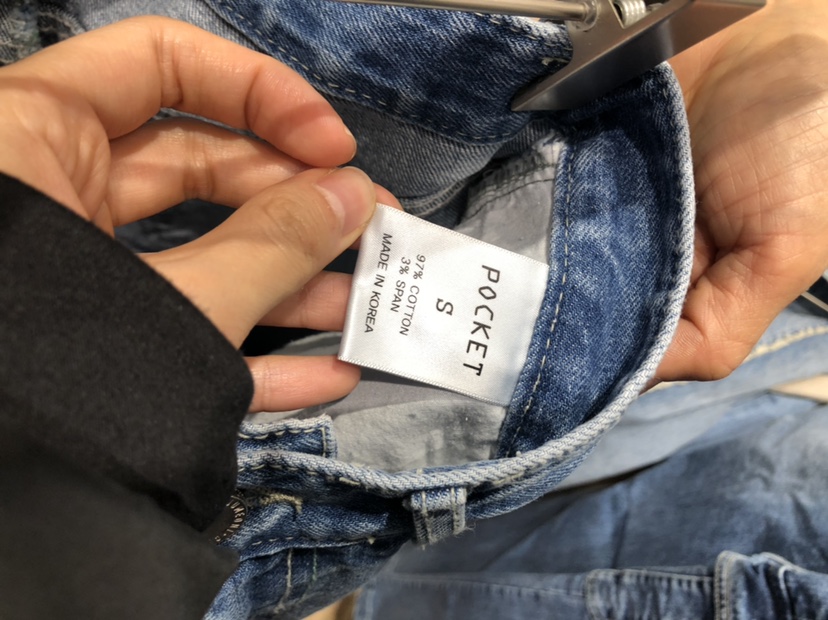 POCKET
S
97% COTTON
3% SPAN
MADE IN KOREA